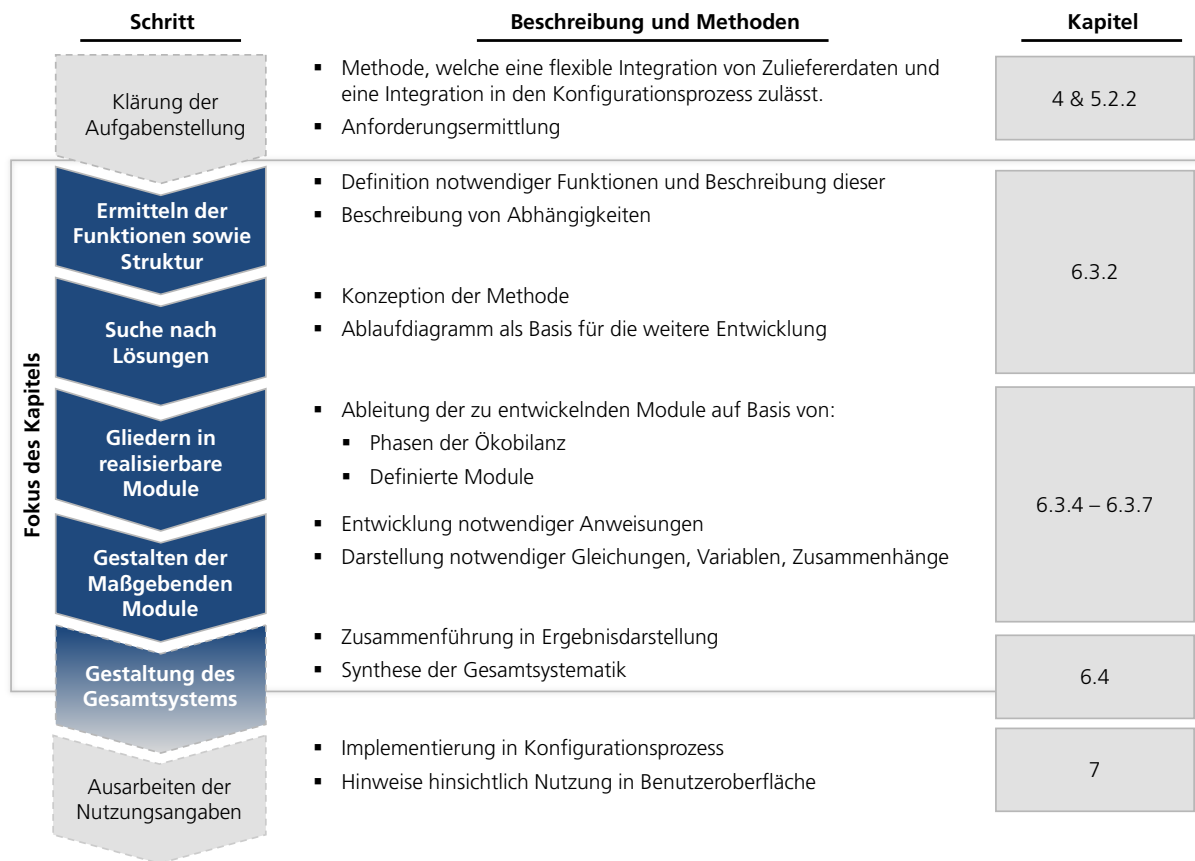 Schritt
Beschreibung und Methoden
Kapitel
Klärung der
Aufgabenstellung
▪ Methode, welche eine flexible Integration von Zuliefererdaten und
eine Integration in den Konfigurationsprozess zulässt.
▪ Anforderungsermittlung
4 & 5.2.2
Fokus des Kapitels
Ermitteln der
Funktionen sowie
Struktur
▪ Definition notwendiger Funktionen und Beschreibung dieser
▪ Beschreibung von Abhängigkeiten
6.3.2
Suche nach
Lösungen
▪ Konzeption der Methode
▪ Ablaufdiagramm als Basis für die weitere Entwicklung
Gliedern in
realisierbare
Module
▪ Ableitung der zu entwickelnden Module auf Basis von:
▪ Phasen der Ökobilanz
▪ Definierte Module
6.3.4 – 6.3.7
Gestalten der
Maßgebenden
Module
▪ Entwicklung notwendiger Anweisungen
▪ Darstellung notwendiger Gleichungen, Variablen, Zusammenhänge
Gestaltung des
Gesamtsystems
▪ Zusammenführung in Ergebnisdarstellung
▪ Synthese der Gesamtsystematik
6.4
Ausarbeiten der
Nutzungsangaben
▪ Implementierung in Konfigurationsprozess
▪ Hinweise hinsichtlich Nutzung in Benutzeroberfläche
7